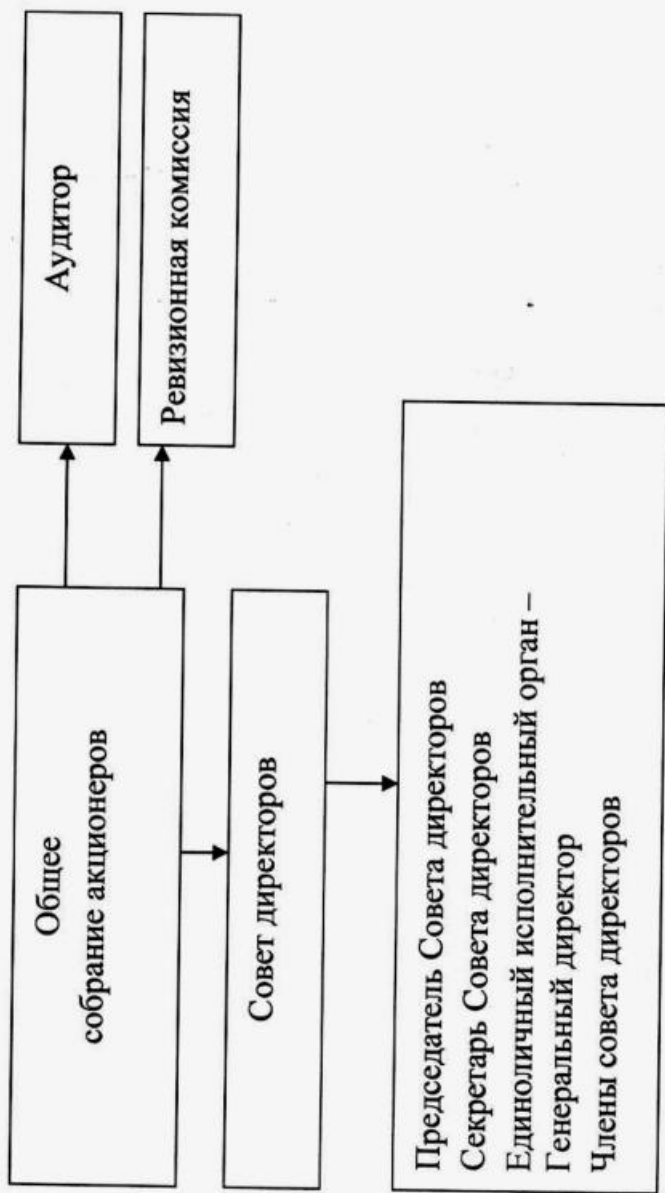 Общее
собрание акционеров
Аудитор
Ревизионная комиссия
Совет директоров
Председатель Совета директоров
Секретарь Совета директоров
Единоличный исполнительный орган –
Генеральный директор
Члены совета директоров